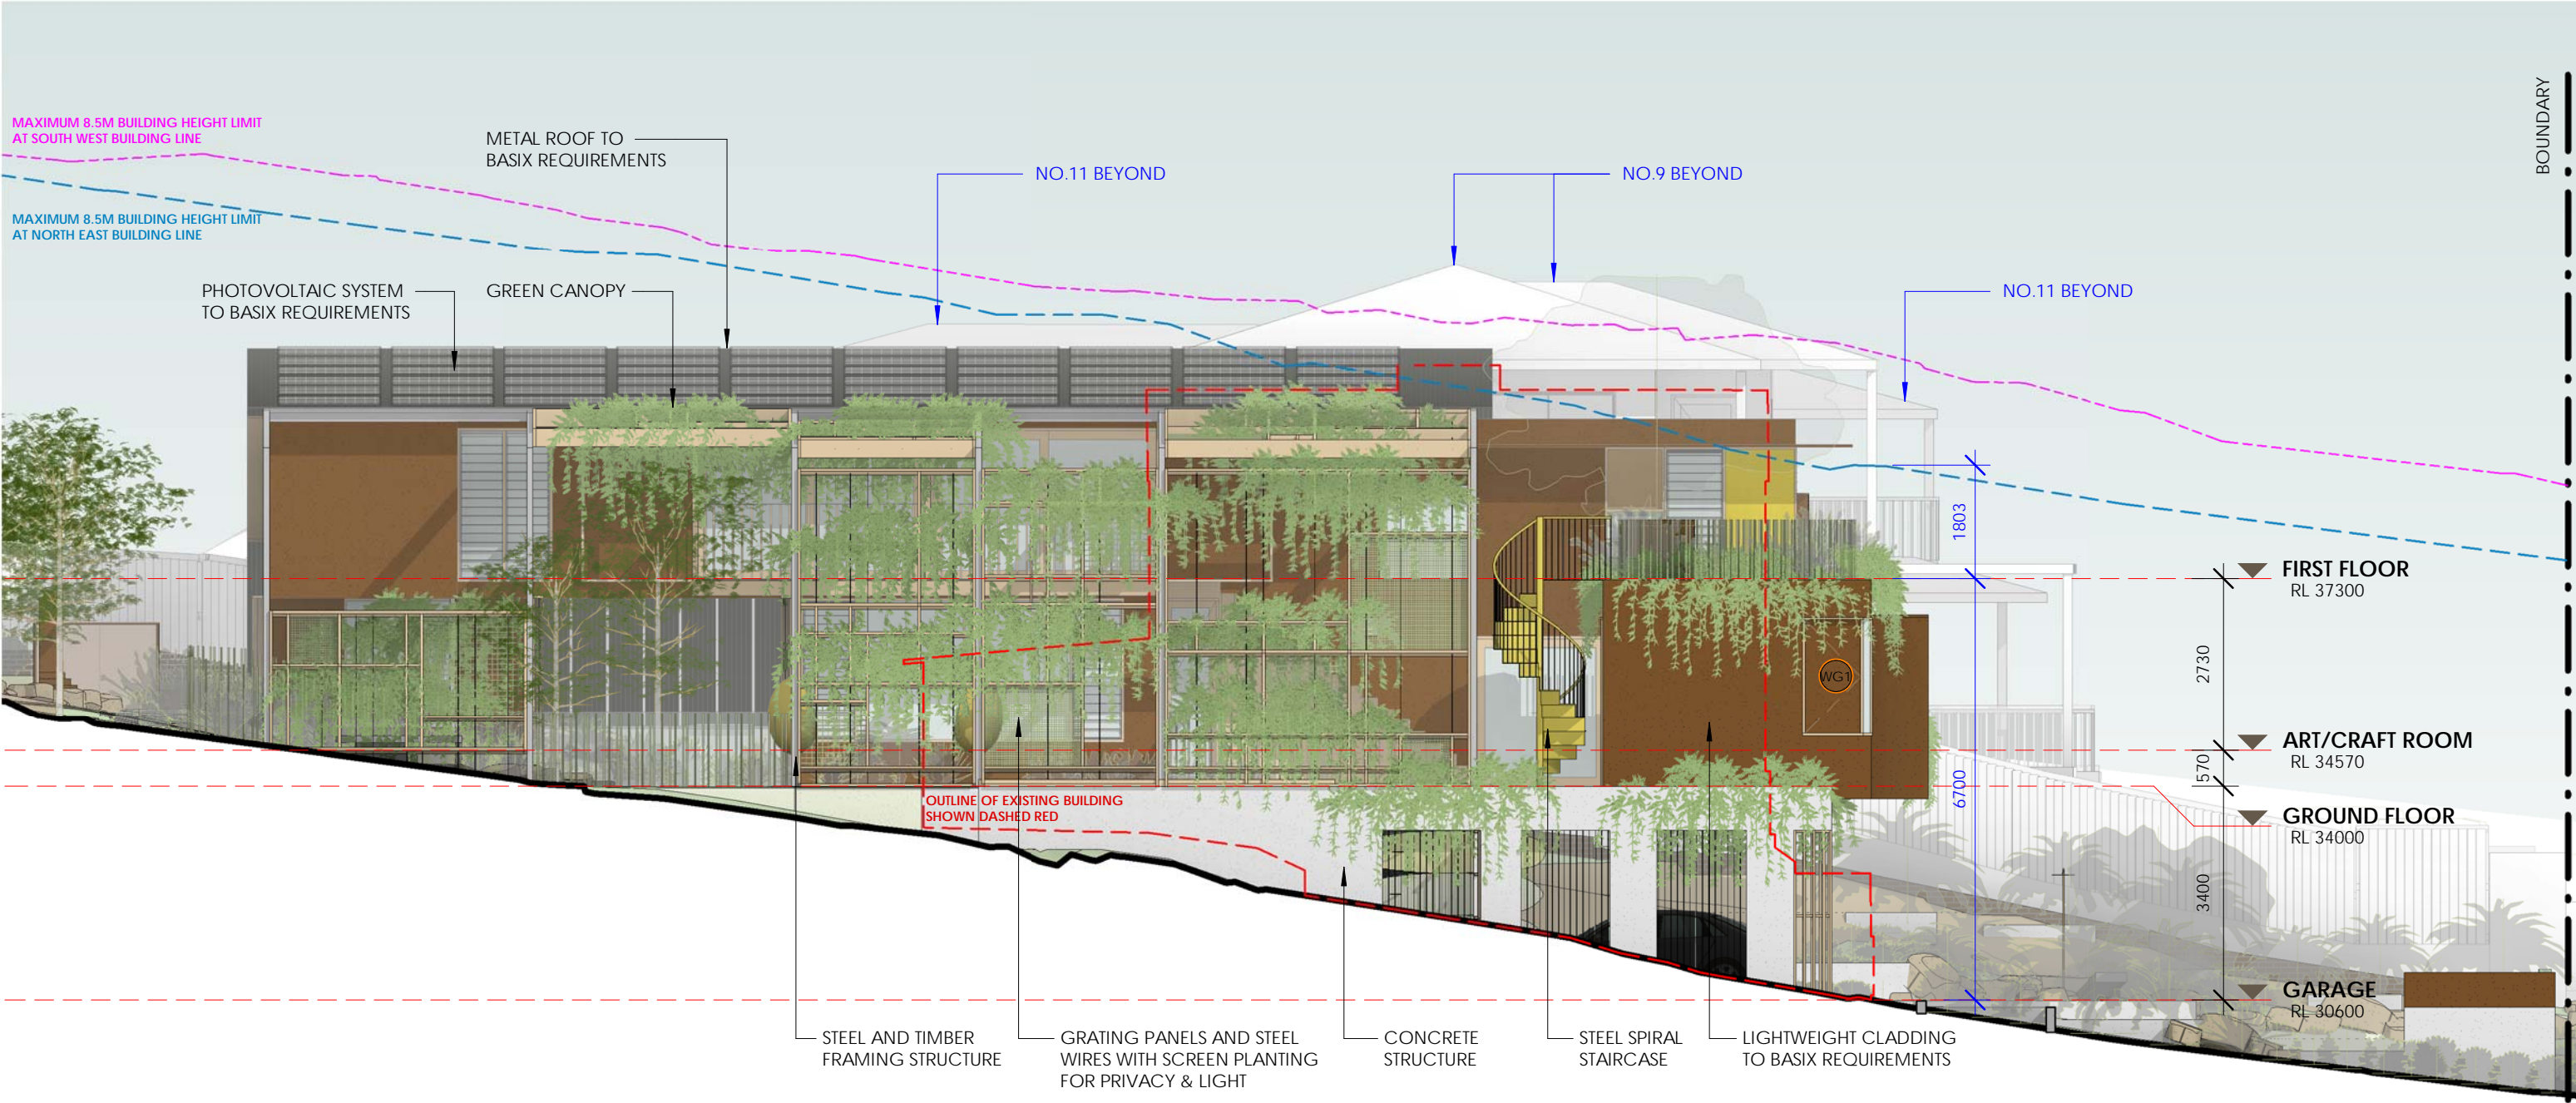 BOUNDARY
MAXIMUM 8.5M BUILDING HEIGHT LIMIT
AT SOUTH WEST BUILDING LINE
METAL ROOF TO
BASIX REQUIREMENTS
NO.11 BEYOND
NO.9 BEYOND
MAXIMUM 8.5M BUILDING HEIGHT LIMIT
AT NORTH EAST BUILDING LINE
PHOTOVOLTAIC SYSTEM
TO BASIX REQUIREMENTS
GREEN CANOPY
NO.11 BEYOND
1803
FIRST FLOOR
RL 37300
2730
WG1
ART/CRAFT ROOM
RL 34570
570
6700
OUTLINE OF EXISTING BUILDING
SHOWN DASHED RED
GROUND FLOOR
RL 34000
3400
GARAGE
RL 30600
STEEL AND TIMBER
FRAMING STRUCTURE
GRATING PANELS AND STEEL
WIRES WITH SCREEN PLANTING
FOR PRIVACY & LIGHT
CONCRETE
STRUCTURE
STEEL SPIRAL
STAIRCASE
LIGHTWEIGHT CLADDING
TO BASIX REQUIREMENTS